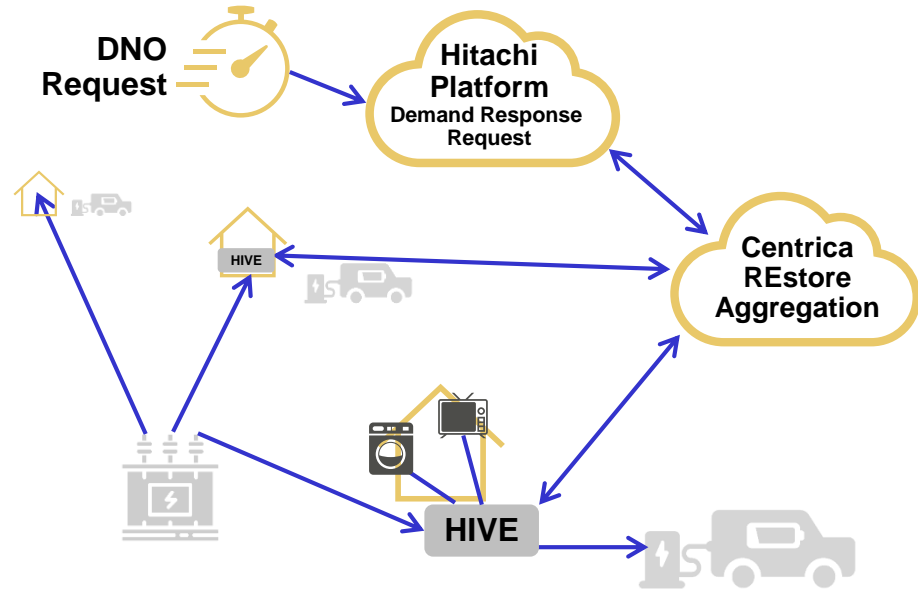 DNO
Request
Hitachi
Platform
Demand Response
Request
HIVE
Centrica
REstore
Aggregation
HIVE